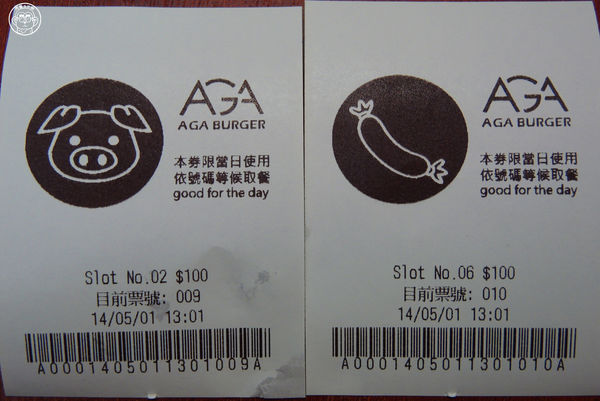 AGA
AGA BURGER
本券限當日使用
依號碼等候取餐
good for the day
Slot No.02 $100
目前票號: 009
14/05/01 13:01
A0001405011301009A
AGA
AGA BURGER
本券限當日使用
依號碼等候取餐
good for the day
Slot No.06 $100
目前票號: 010
14/05/01 13:01
A0001405011301010A